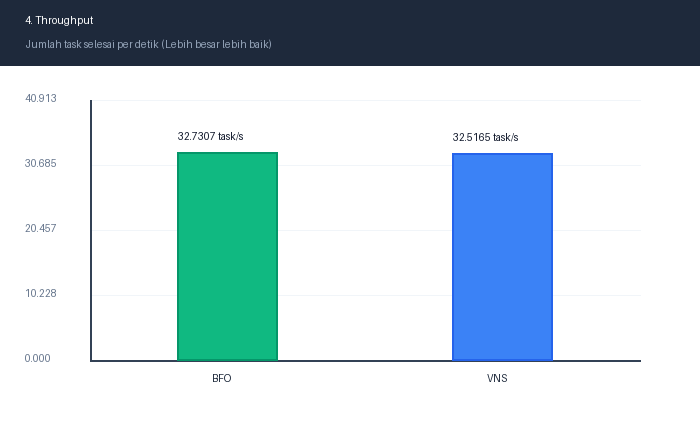 4. Throughput
Jumlah task selesai per detik (Lebih besar lebih baik)
40.913
32.7307 task/s
32.5165 task/s
30.685
20.457
10.228
0.000
BFO
VNS